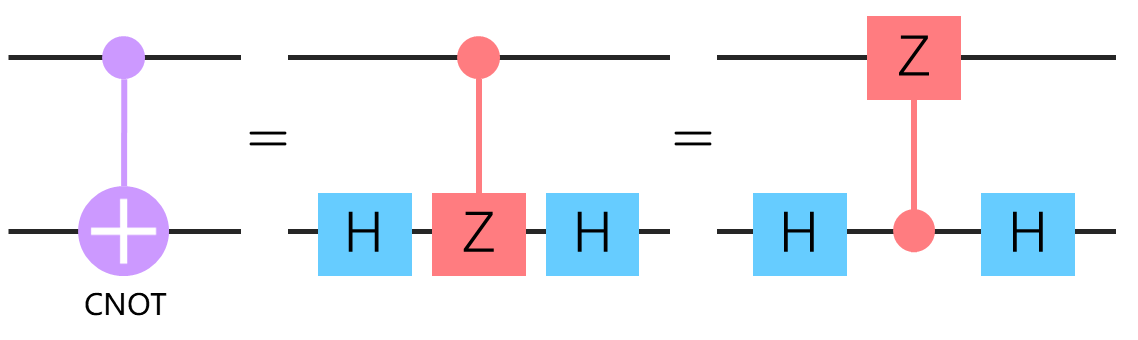 Z
= =
H Z H H H
CNOT